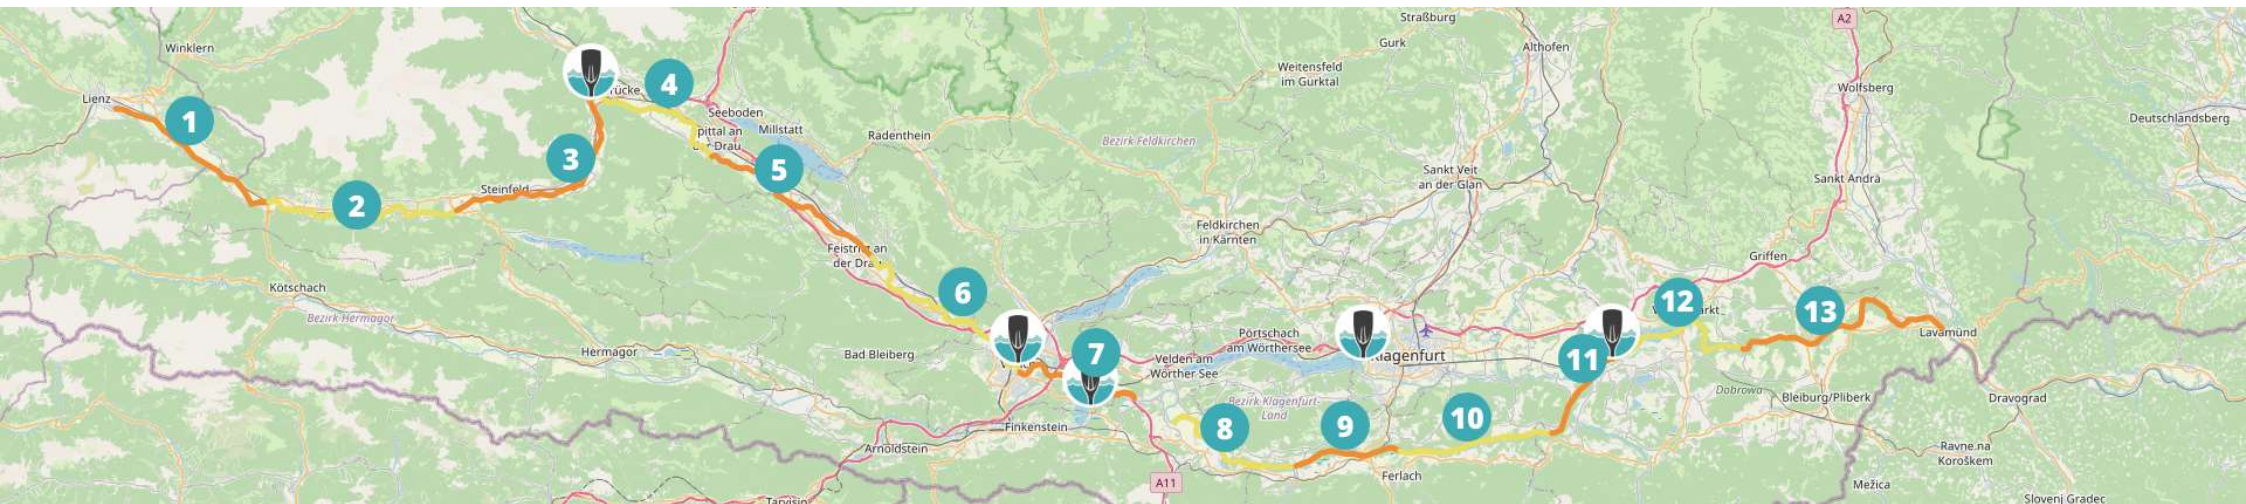 Straßburg
Winklern
Gurk
Althofen
A2
Weitensfeld
im Gurktal
Lienz
1
4
Seeboden
Wolfsberg
Deutschlandsberg
Millstatt
Radenthein
Bezirk Feldkirchen
3
5
Steinfeld
2
Sankt Veit
an der Glan
Sankt Andrä
Feldkirchen
in Kärnten
der Drau
Griffen
Kötschach
Bezirk Hermagor
6
12
13
Hermagor
Bad Bleiberg
7
Pörtschach
am Wörthersee
Velden am
Wörther See
Klagenfurt
11
Lavamünd
Bezirk Klagenfurt-
Land
Dobrowa
Bleiburg/Pliberk
Dravograd
8
9
10
Finkenstein
Arnoldstein
Ravne na
Koroškem
A11
Ferlach
Mežica
Tarvisio
Slovenj Gradec